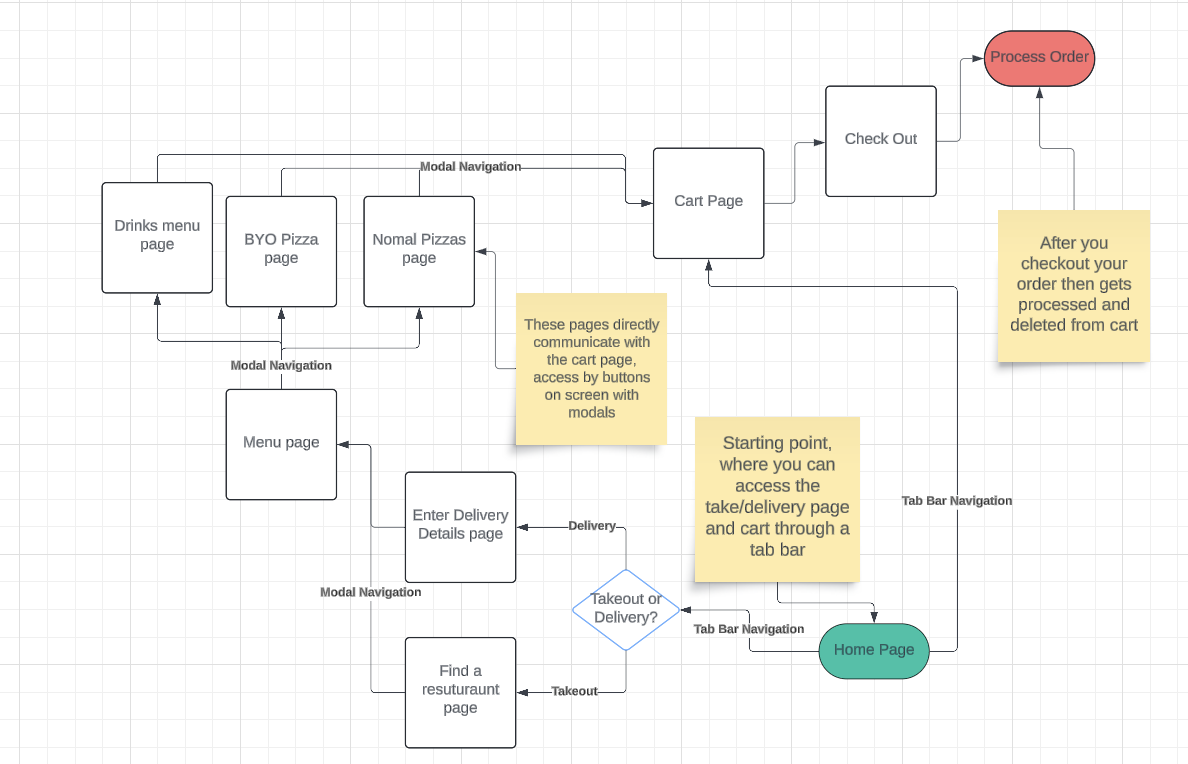 Process Order
Check Out
Modal Navigation
Cart Page
Drinks menu
page
BYO Pizza
page
Nomal Pizzas
page
After you
checkout your
order then gets
processed and
deleted from cart
These pages directly
communicate with
the cart page,
access by buttons
on screen with
modals
Modal Navigation
Menu page
Starting point,
where you can
access the
take/delivery page
and cart through a
tab bar
Tab Bar Navigation
Enter Delivery
Details page
Delivery
Modal Navigation
Takeout or
Delivery?
Tab Bar Navigation
Home Page
Find a
resuturaunt
page
Takeout